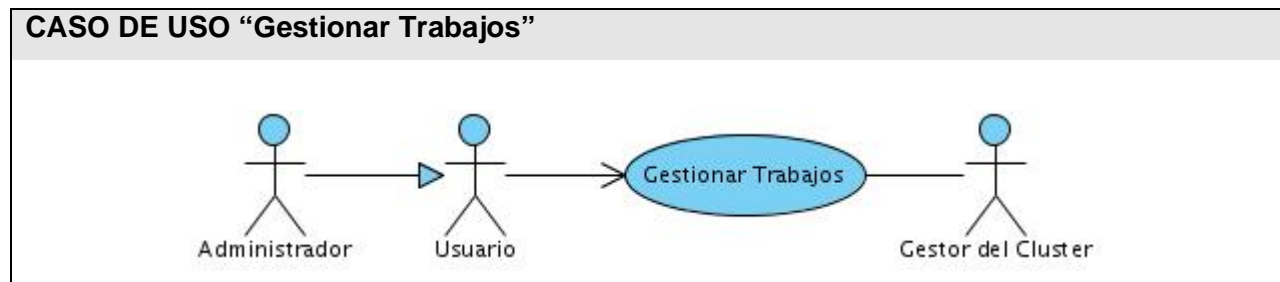 CASO DE USO “Gestionar Trabajos”
Gestionar Trabajos
Administrador
Usuario
Gestor del Cluster